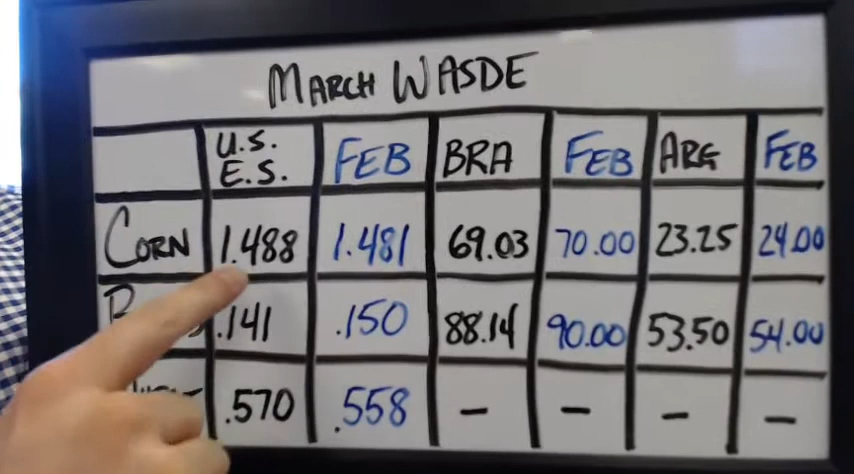 MARCH WASDE
U.S. E.S. FEB BRA FEB ARG FEB
CORN 1.488 1.481 69.03 70.00 23.25 24.00
.141 .150 88.14 90.00 53.50 54.00
.570 .558 – – – –